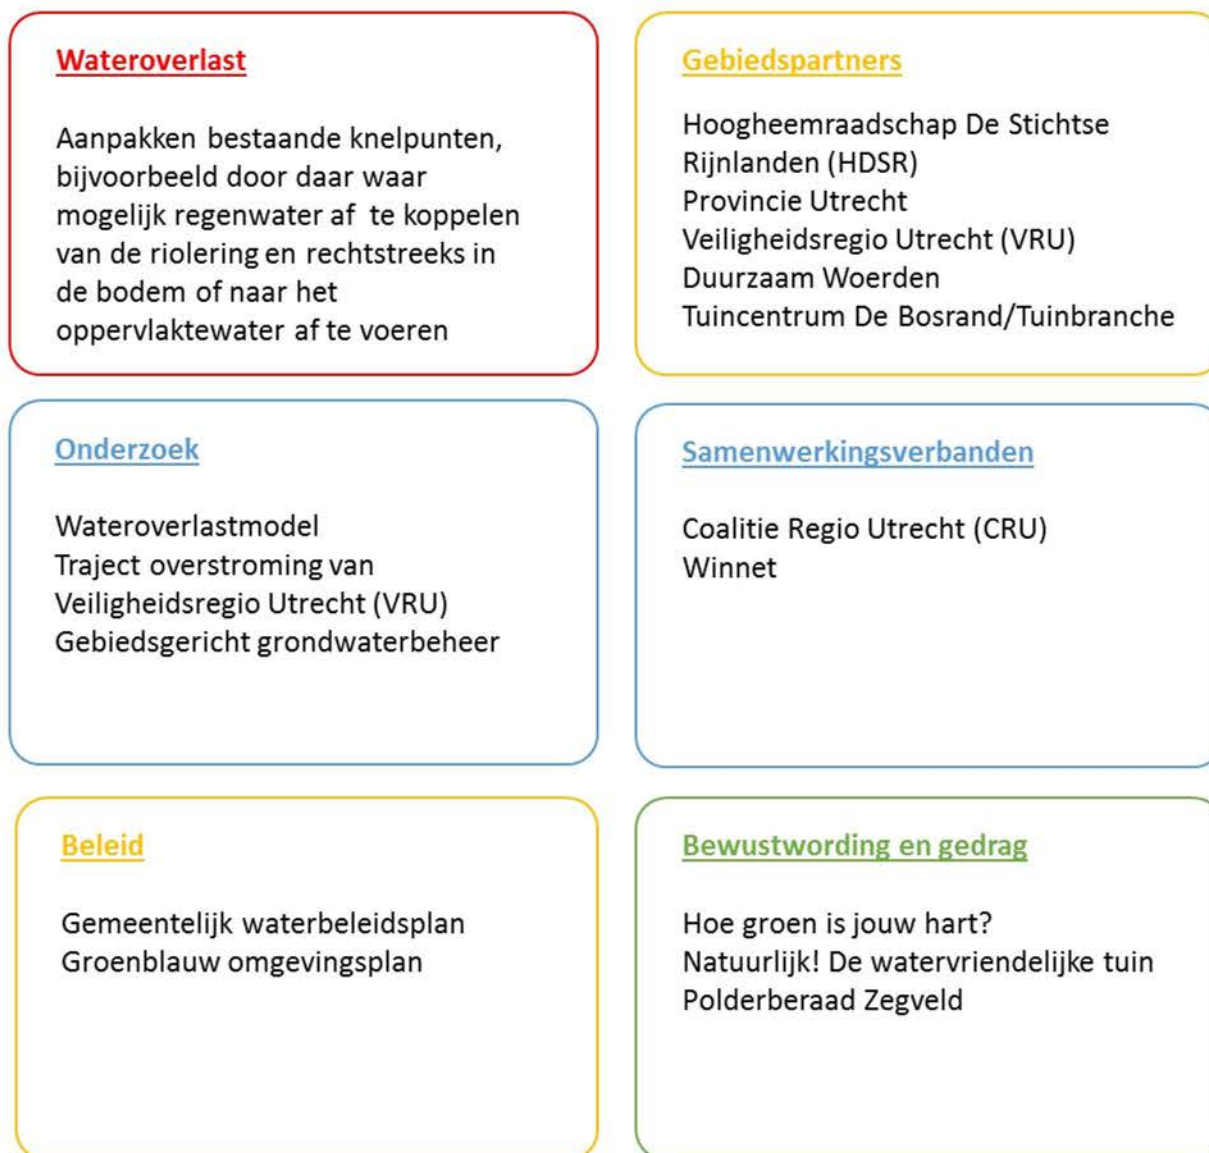 Wateroverlast
Aanpakken bestaande knelpunten,
bijvoorbeeld door daar waar
mogelijk regenwater af te koppelen
van de riolering en rechtstreeks in
de bodem of naar het
oppervlaktewater af te voeren
Gebiedspartners
Hoogheemraadschap De Stichtse
Rijnlanden (HDSR)
Provincie Utrecht
Veiligheidsregio Utrecht (VRU)
Duurzaam Woerden
Tuincentrum De Bosrand/Tuinbranche
Onderzoek
Wateroverlastmodel
Traject overstroming van
Veiligheidsregio Utrecht (VRU)
Gebiedsgericht grondwaterbeheer
Samenwerkingsverbanden
Coalitie Regio Utrecht (CRU)
Winnet
Beleid
Gemeentelijk waterbeleidsplan
Groenblauw omgevingsplan
Bewustwording en gedrag
Hoe groen is jouw hart?
Natuurlijk! De watervriendelijke tuin
Polderberaad Zegveld